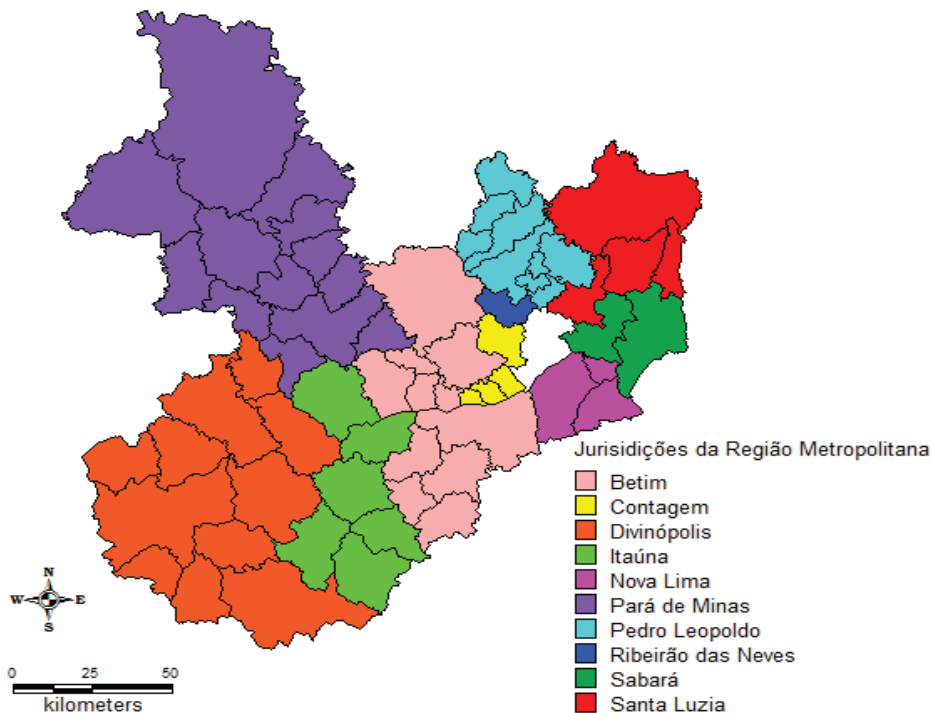 Jurisidições da Região Metropolitana
Betim
Contagem
Divinópolis
Itaúna
Nova Lima
Pará de Minas
Pedro Leopoldo
Ribeirão das Neves
Sabará
Santa Luzia
N
W E
S
0 25 50
kilometers